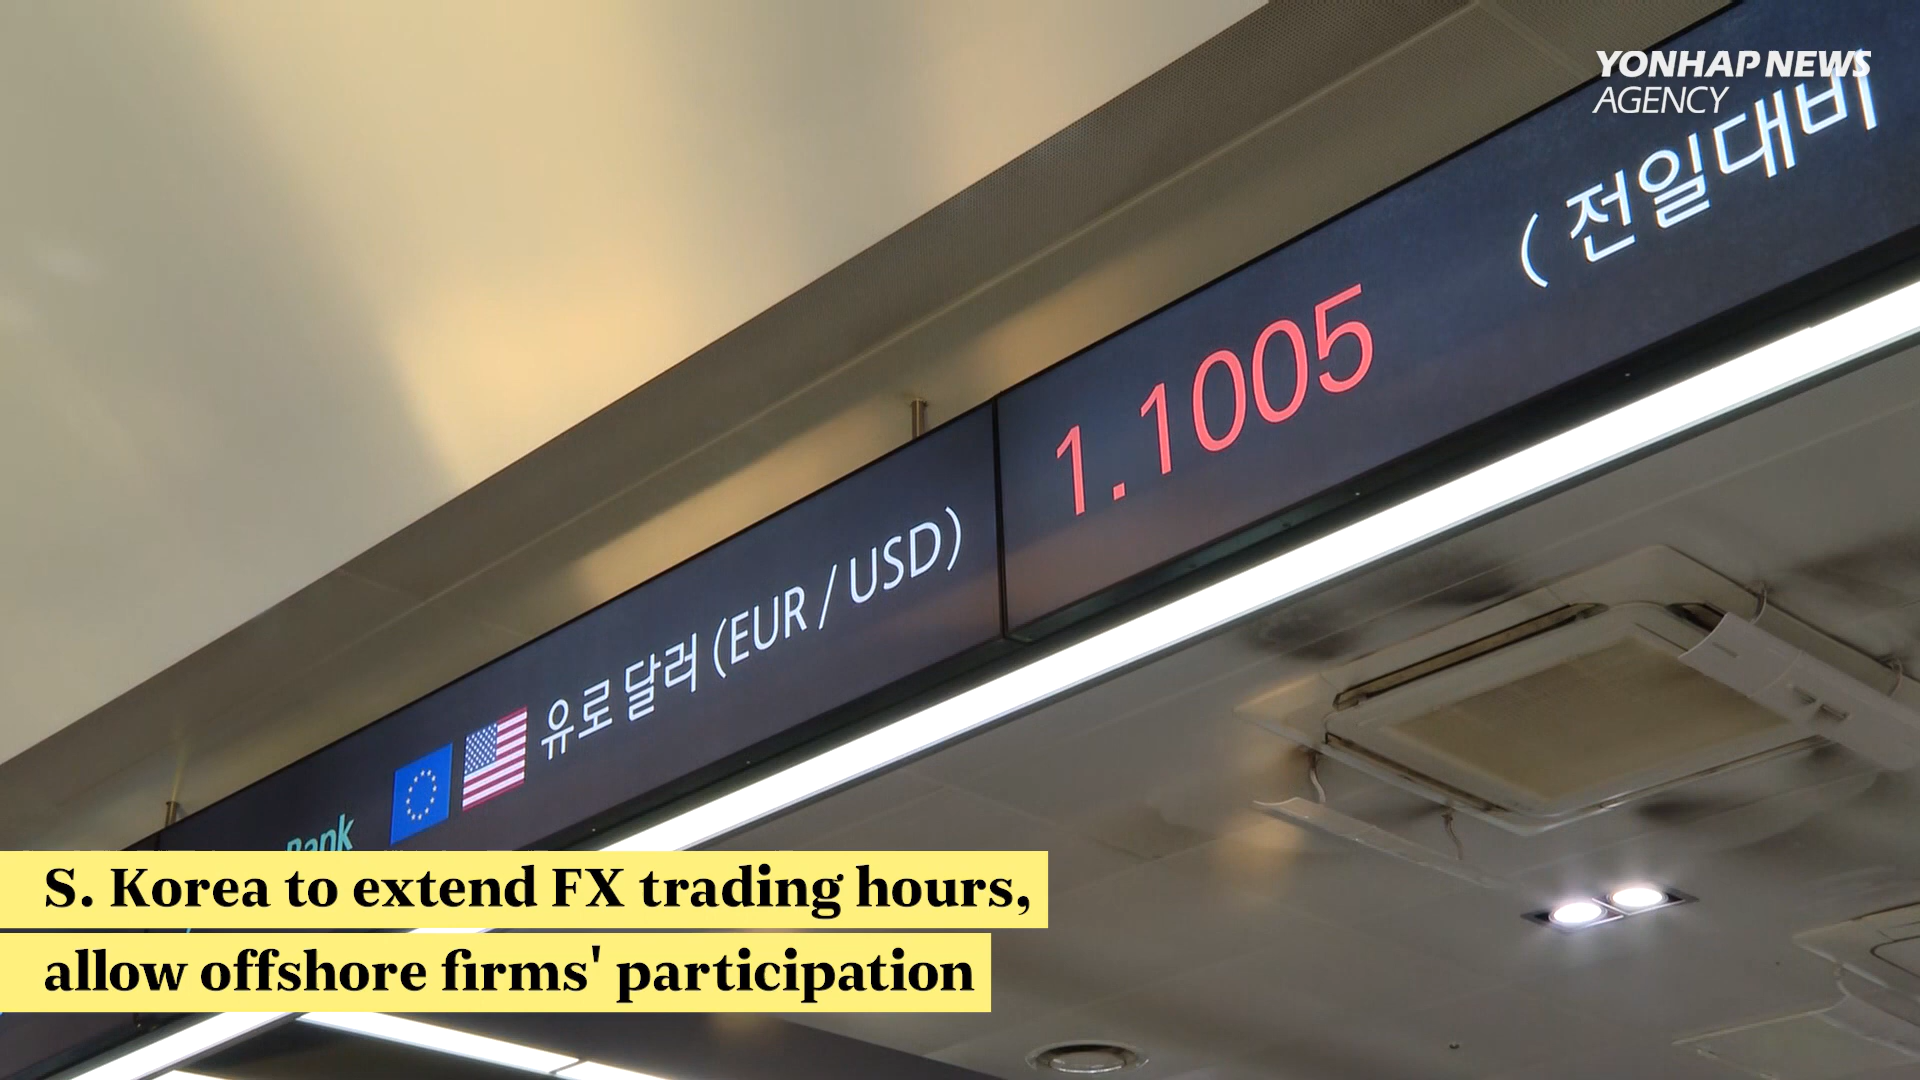 YONHAP NEWS
AGENCY
( 전일대비
1.1005
유로달러 (EUR / USD)
Bank
S. Korea to extend FX trading hours,
allow offshore firms' participation